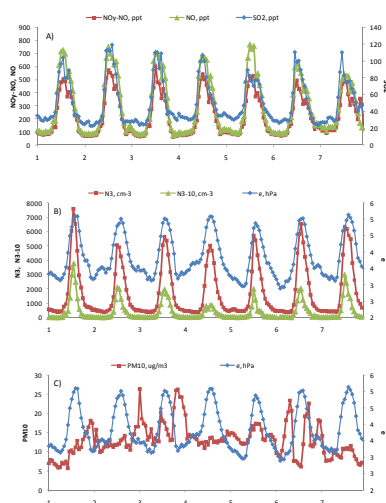 NOy-NO, ppt NO, ppt SO2, ppt
A)
900 140
800 120
700 100
600
500 80
400 60
300 40
200
100 20
0 0
NOy-NO, NO
SO2
1 2 3 4 5 6 7
N3, cm-3 N3-10, cm-3 e, hPa
B)
8000 6
7000
6000 5
5000
4000 4
3000
2000 3
1000
0 2
N3, N3-10
e
1 2 3 4 5 6 7
PM10, ug/m3 e, hPa
C)
30 6
25 5
20
15 4
10
5 3
0 2
PM10
e
1 2 3 4 5 6 7